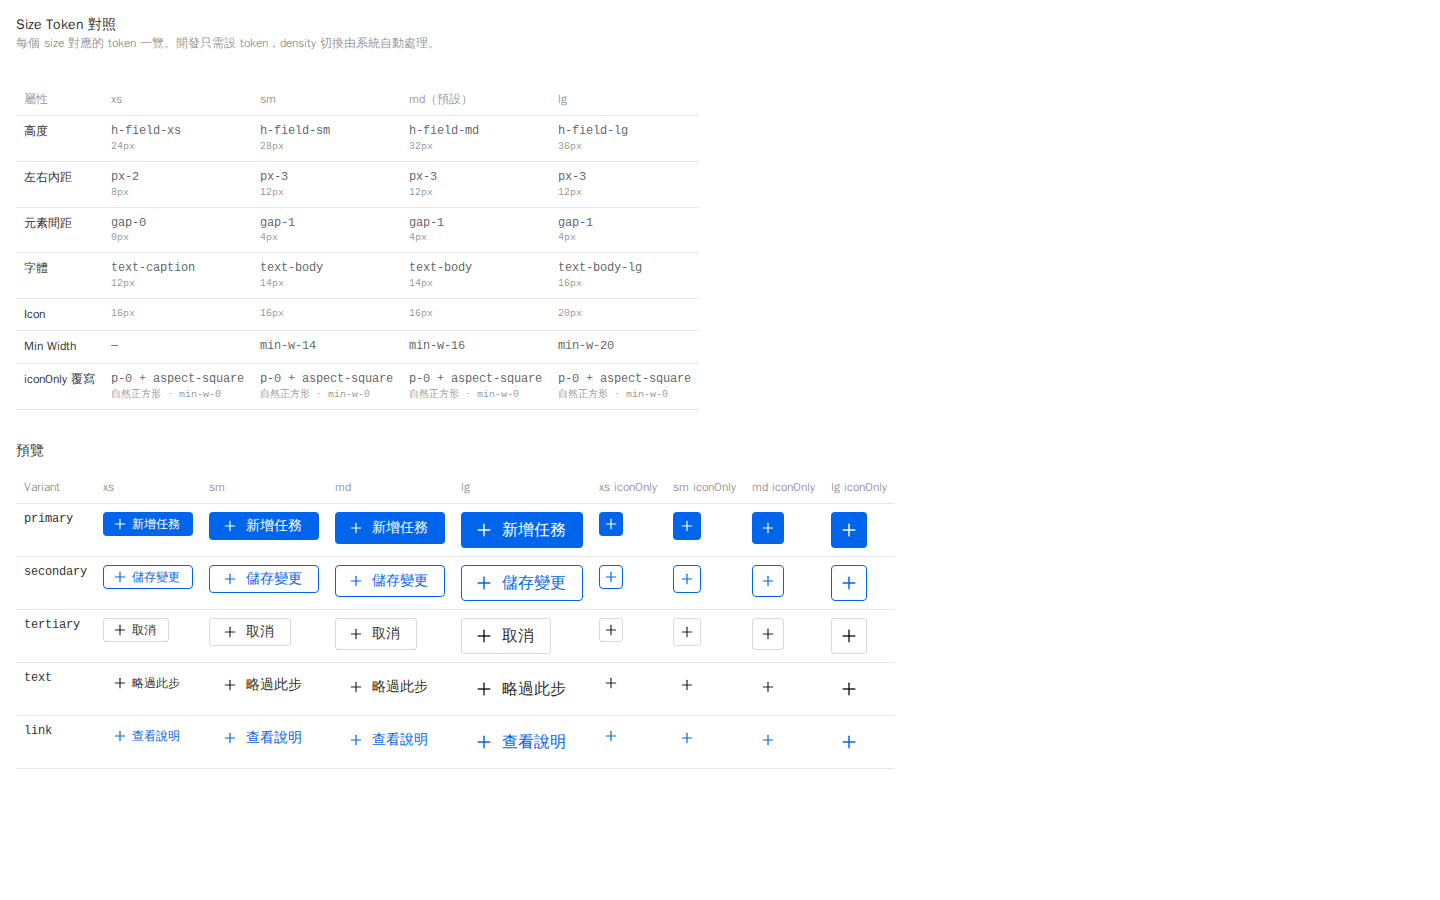 Size Token 對照
每個 size 對應的 token 一覽。開發只需設 token，density 切換由系統自動處理。
屬性 xs sm md（預設） lg
高度 h-field-xs h-field-sm h-field-md h-field-lg
24px 28px 32px 36px
左右內距 px-2 px-3 px-3 px-3
8px 12px 12px 12px
元素間距 gap-0 gap-1 gap-1 gap-1
0px 4px 4px 4px
字體 text-caption text-body text-body text-body-lg
12px 14px 14px 16px
Icon 16px 16px 16px 20px
Min Width — min-w-14 min-w-16 min-w-20
iconOnly 覆寫 p-0 + aspect-square p-0 + aspect-square p-0 + aspect-square p-0 + aspect-square
自然正方形 · min-w-0 自然正方形 · min-w-0 自然正方形 · min-w-0 自然正方形 · min-w-0
預覽
Variant xs sm md lg xs iconOnly sm iconOnly md iconOnly lg iconOnly
primary 新增任務 新增任務 新增任務 新增任務
secondary 儲存變更 儲存變更 儲存變更 儲存變更
tertiary 取消 取消 取消 取消
text 略過此步 略過此步 略過此步 略過此步
link 查看說明 查看說明 查看說明 查看說明